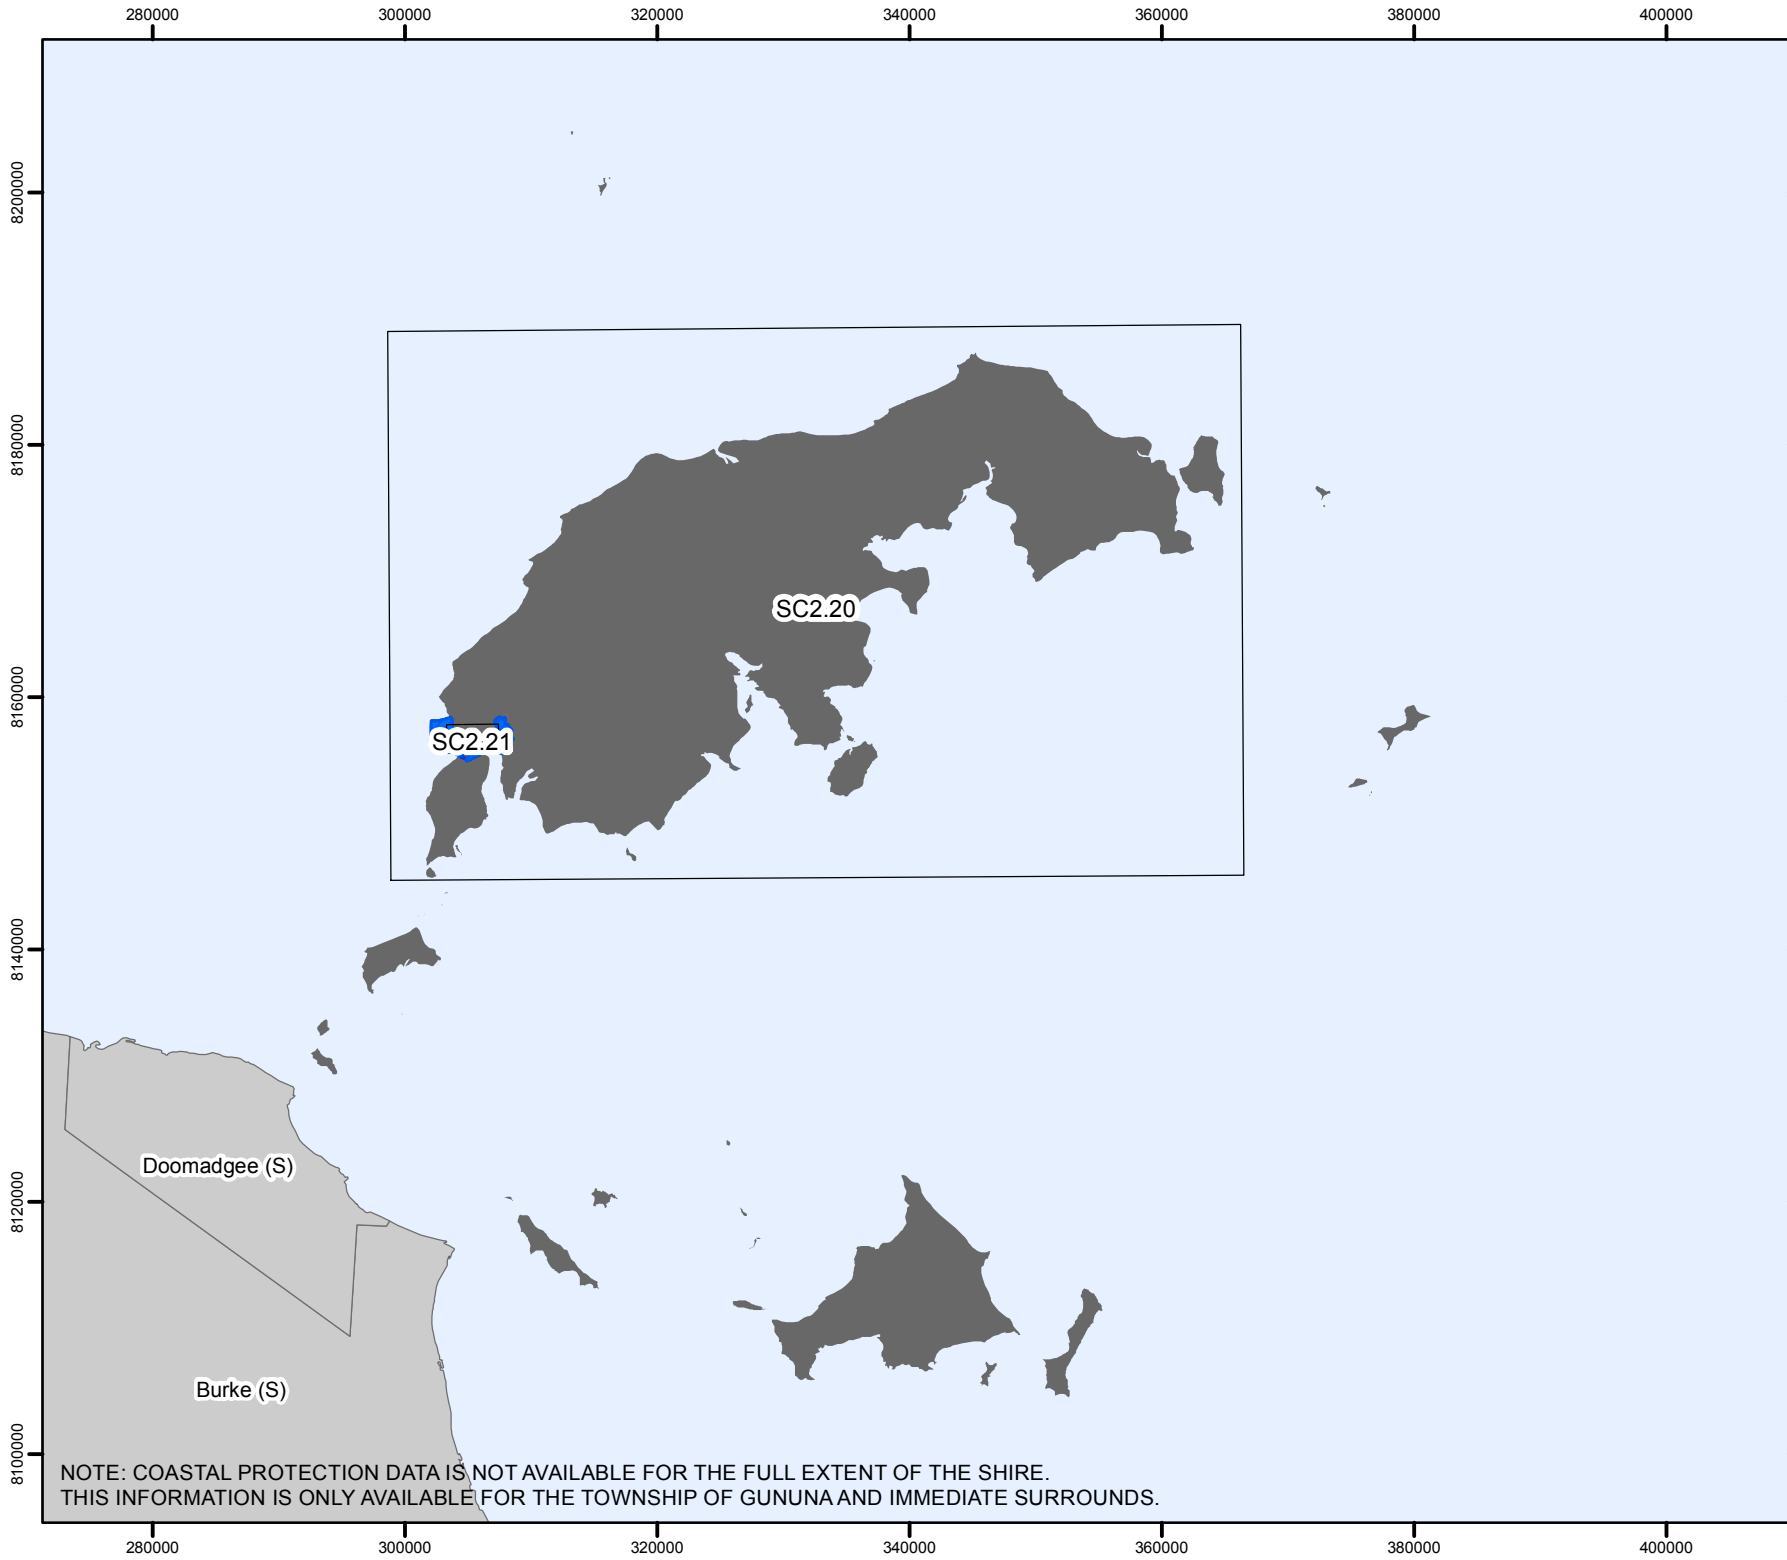 280000 300000 320000 340000 360000 380000 400000
8200000
8180000
8160000
8140000
8120000
8100000
SC2.20
SC2.21
Doomadgee (S)
Burke (S)
NOTE: COASTAL PROTECTION DATA IS NOT AVAILABLE FOR THE FULL EXTENT OF THE SHIRE.
THIS INFORMATION IS ONLY AVAILABLE FOR THE TOWNSHIP OF GUNUNA AND IMMEDIATE SURROUNDS.
280000 300000 320000 340000 360000 380000 400000